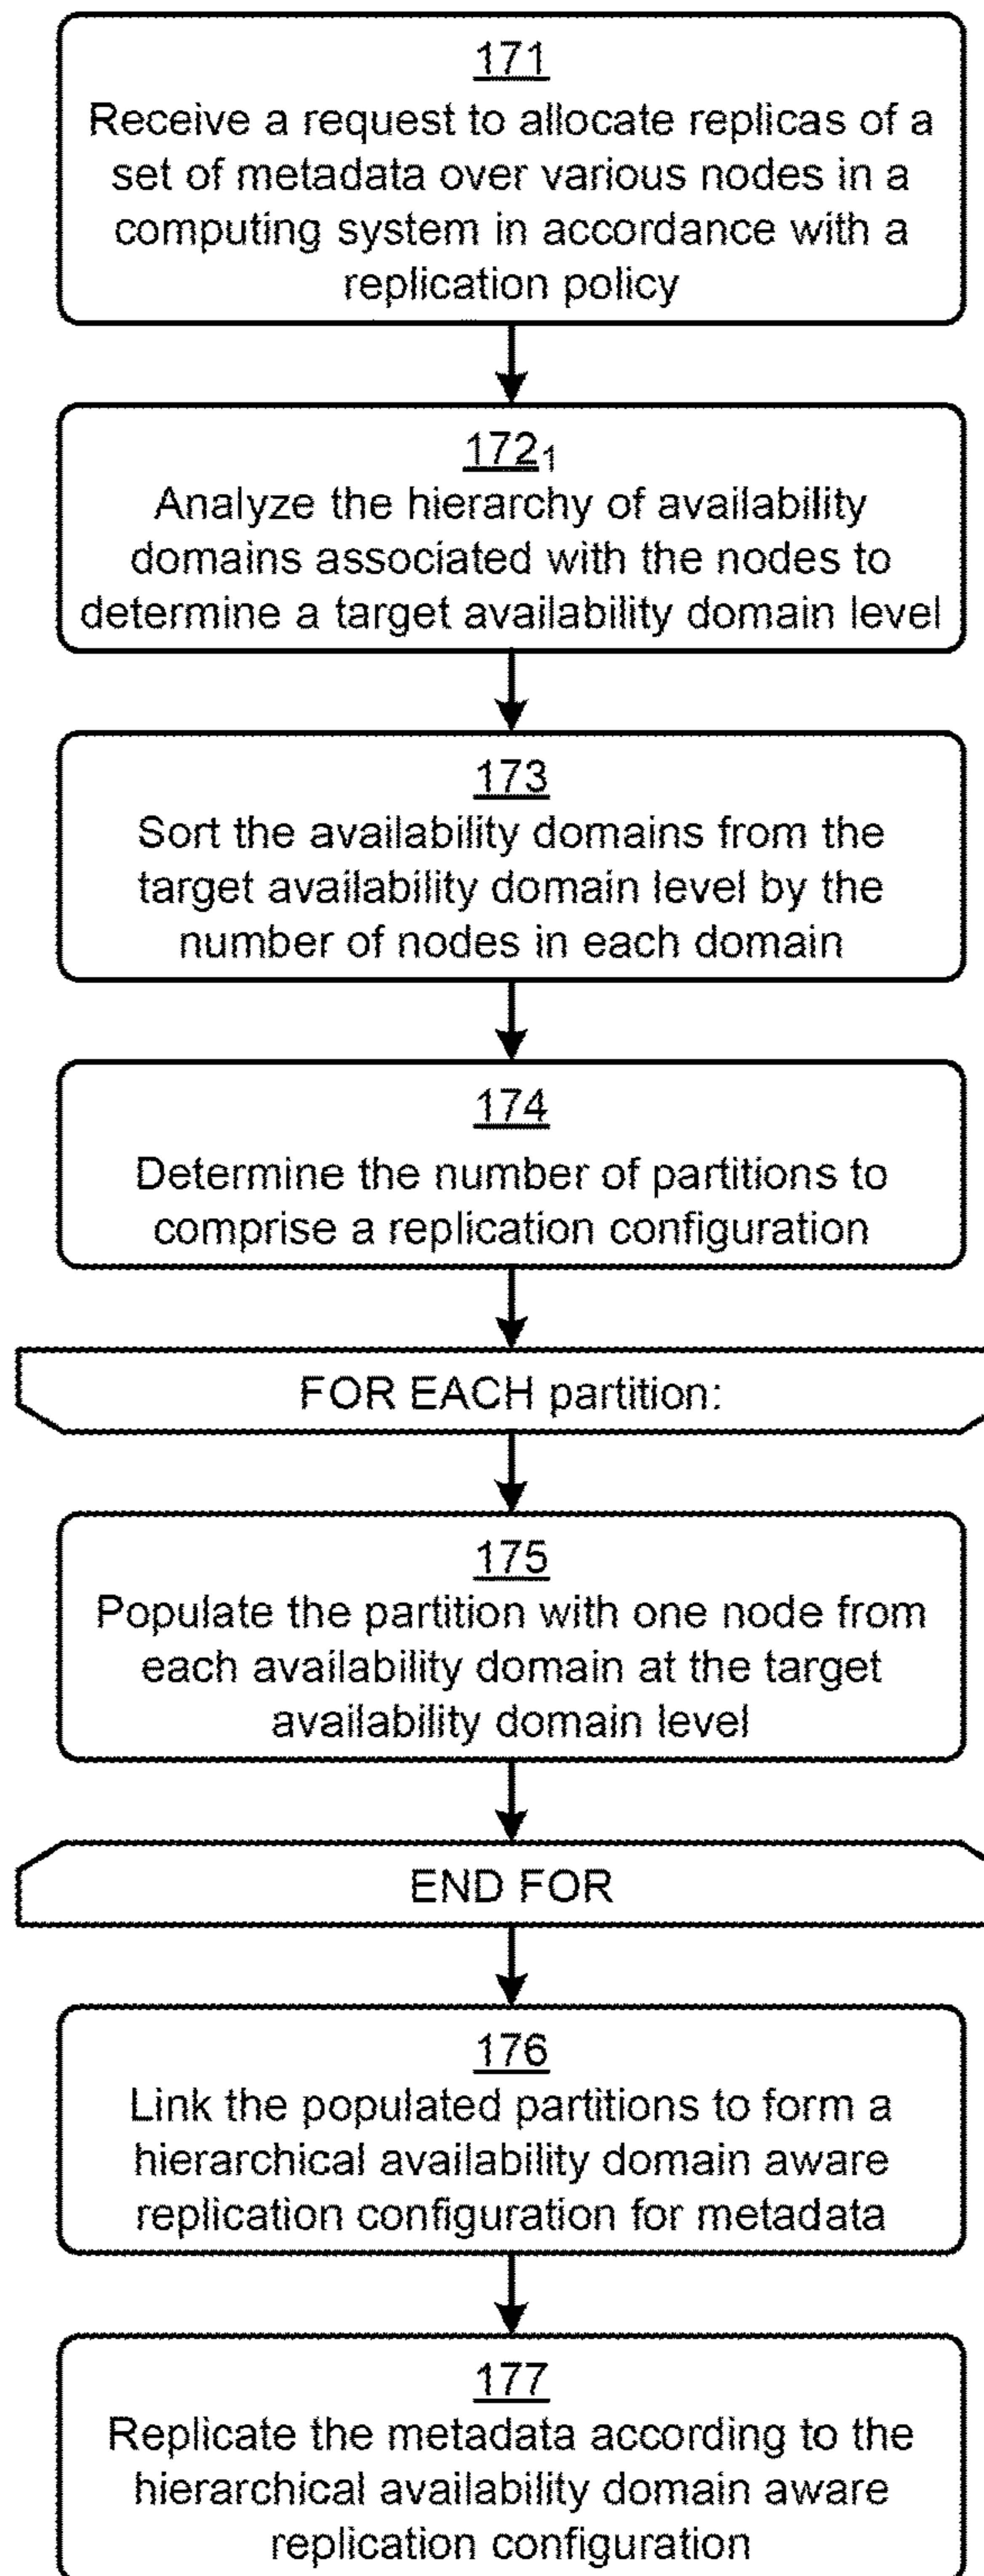 171
Receive a request to allocate replicas of a
set of metadata over various nodes in a
computing system in accordance with a
replication policy
172₁
Analyze the hierarchy of availability
domains associated with the nodes to
determine a target availability domain level
173
Sort the availability domains from the
target availability domain level by the
number of nodes in each domain
174
Determine the number of partitions to
comprise a replication configuration
FOR EACH partition:
175
Populate the partition with one node from
each availability domain at the target
availability domain level
END FOR
176
Link the populated partitions to form a
hierarchical availability domain aware
replication configuration for metadata
177
Replicate the metadata according to the
hierarchical availability domain aware
replication configuration